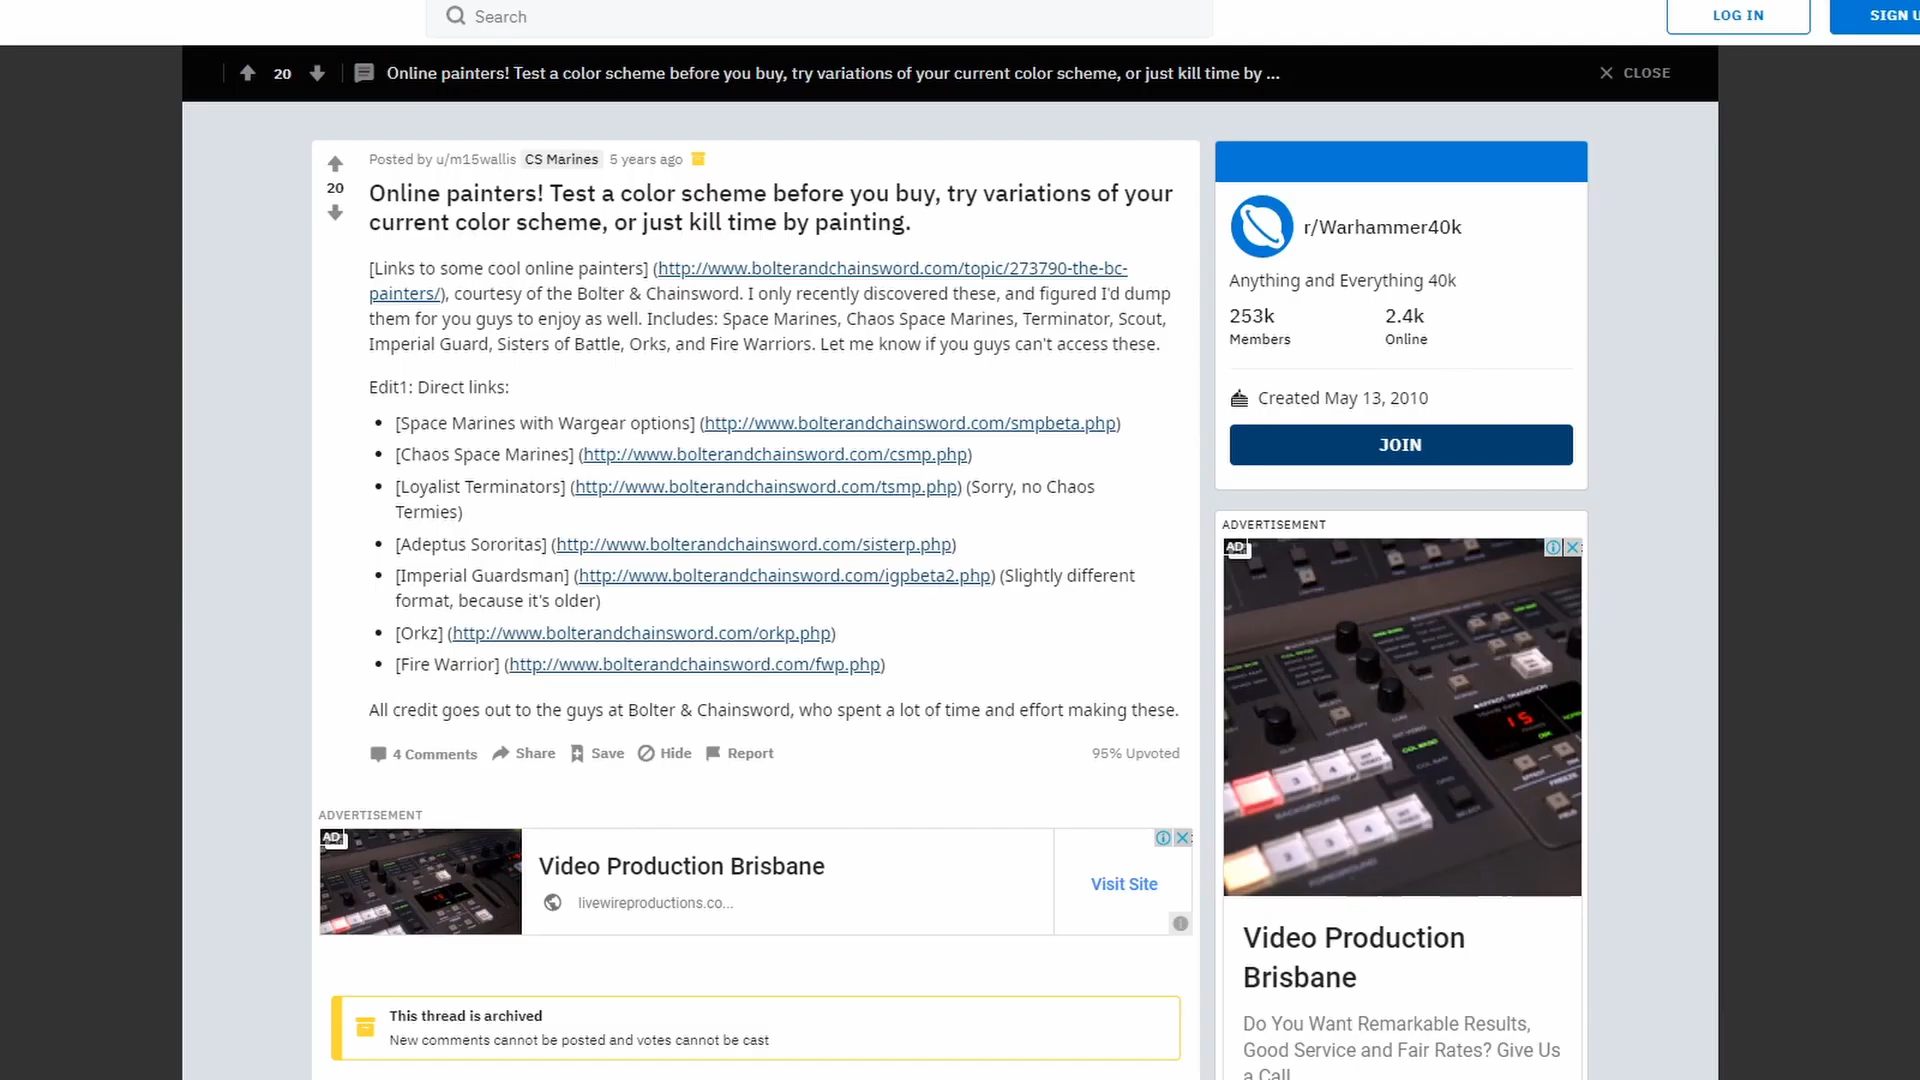 Search
LOG IN
SIGN U
20
Online painters! Test a color scheme before you buy, try variations of your current color scheme, or just kill time by ...
CLOSE
Posted by u/m15wallis CS Marines 5 years ago
20
Online painters! Test a color scheme before you buy, try variations of your
current color scheme, or just kill time by painting.
[Links to some cool online painters] (http://www.bolterandchainsword.com/topic/273790-the-bc-
painters/), courtesy of the Bolter & Chainsword. I only recently discovered these, and figured I'd dump
them for you guys to enjoy as well. Includes: Space Marines, Chaos Space Marines, Terminator, Scout,
Imperial Guard, Sisters of Battle, Orks, and Fire Warriors. Let me know if you guys can't access these.
Edit1: Direct links:
• [Space Marines with Wargear options] (http://www.bolterandchainsword.com/smpbeta.php)
• [Chaos Space Marines] (http://www.bolterandchainsword.com/csmp.php)
• [Loyalist Terminators] (http://www.bolterandchainsword.com/tsmp.php) (Sorry, no Chaos
Termies)
• [Adeptus Sororitas] (http://www.bolterandchainsword.com/sisterp.php)
• [Imperial Guardsman] (http://www.bolterandchainsword.com/igpbeta2.php) (Slightly different
format, because it's older)
• [Orkz] (http://www.bolterandchainsword.com/orkp.php)
• [Fire Warrior] (http://www.bolterandchainsword.com/fwp.php)
All credit goes out to the guys at Bolter & Chainsword, who spent a lot of time and effort making these.
4 Comments Share Save Hide Report
95% Upvoted
ADVERTISEMENT
AD
Video Production Brisbane
livewireproductions.co...
Visit Site
This thread is archived
New comments cannot be posted and votes cannot be cast
r/Warhammer40k
Anything and Everything 40k
253k 2.4k
Members Online
Created May 13, 2010
JOIN
ADVERTISEMENT
AD
15
3 4
2 3 4
Video Production
Brisbane
Do You Want Remarkable Results,
Good Service and Fair Rates? Give Us
a Call